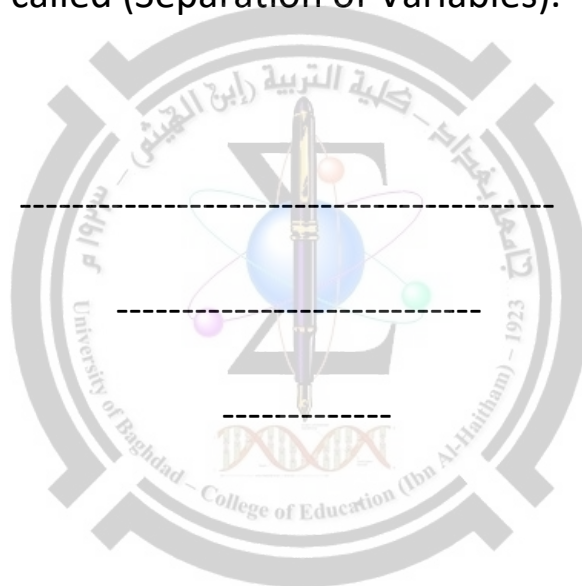 called (Separation of Variables).
كلية التربية (ابن الهيثم) – جامعة بغداد – ١٩٢٣ م
University of Baghdad – College of Education (Ibn Al-Haitham) – 1923
Σ
------------------------------------------
-----------------------------
-------------